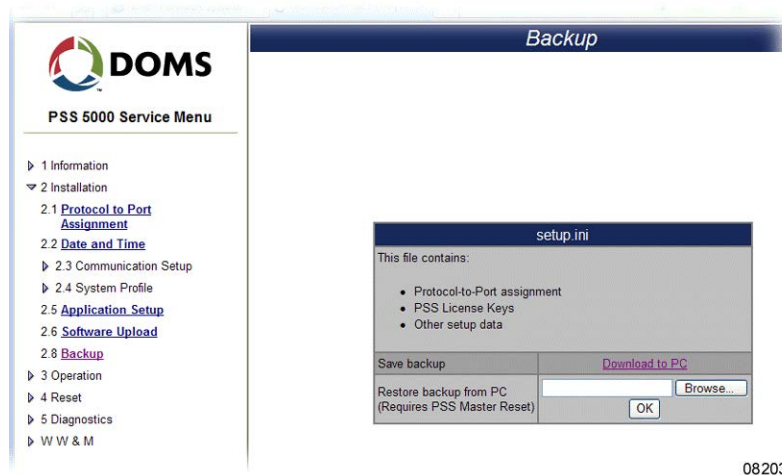 Backup
DOMS
PSS 5000 Service Menu
1 Information
2 Installation
2.1 Protocol to Port
Assignment
2.2 Date and Time
2.3 Communication Setup
2.4 System Profile
2.5 Application Setup
2.6 Software Upload
2.8 Backup
3 Operation
4 Reset
5 Diagnostics
W W & M
setup.ini
This file contains:
• Protocol-to-Port assignment
• PSS License Keys
• Other setup data
Save backup Download to PC
Restore backup from PC
(Requires PSS Master Reset)
Browse...
OK